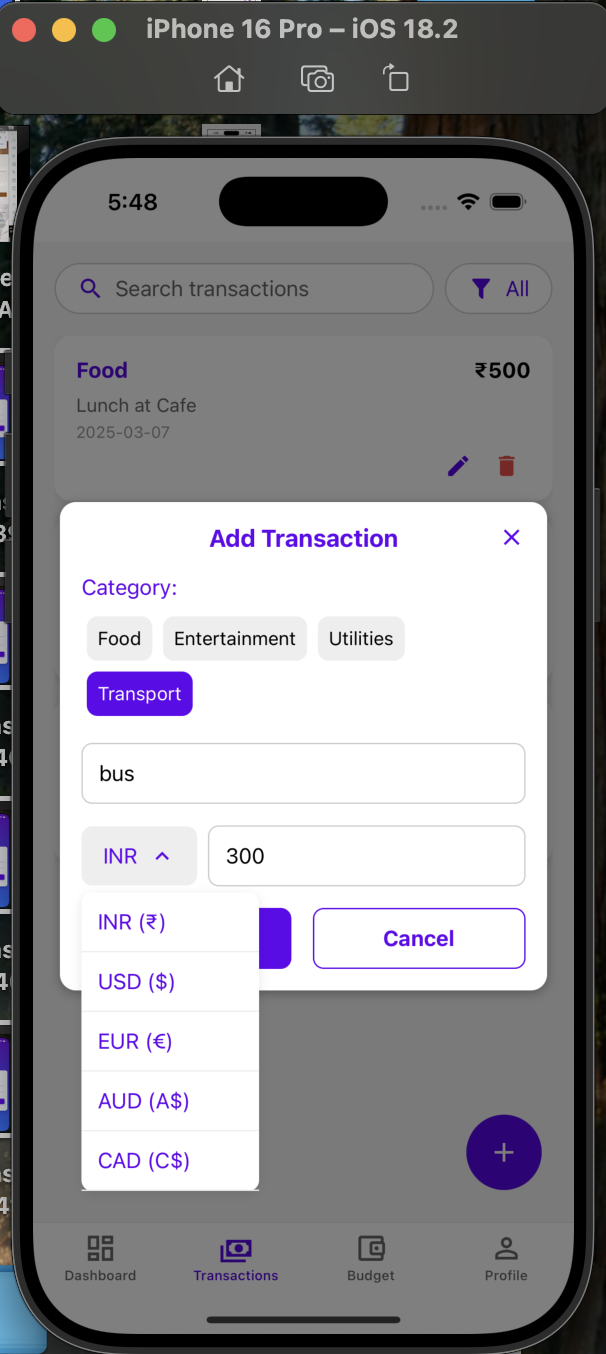 iPhone 16 Pro – iOS 18.2
5:48
Search transactions
All
Food
₹500
Lunch at Cafe
2025-03-07
Add Transaction
Category:
Food
Entertainment
Utilities
Transport
bus
INR
300
INR (₹)
Cancel
USD ($)
EUR (€)
AUD (A$)
CAD (C$)
Dashboard
Transactions
Budget
Profile